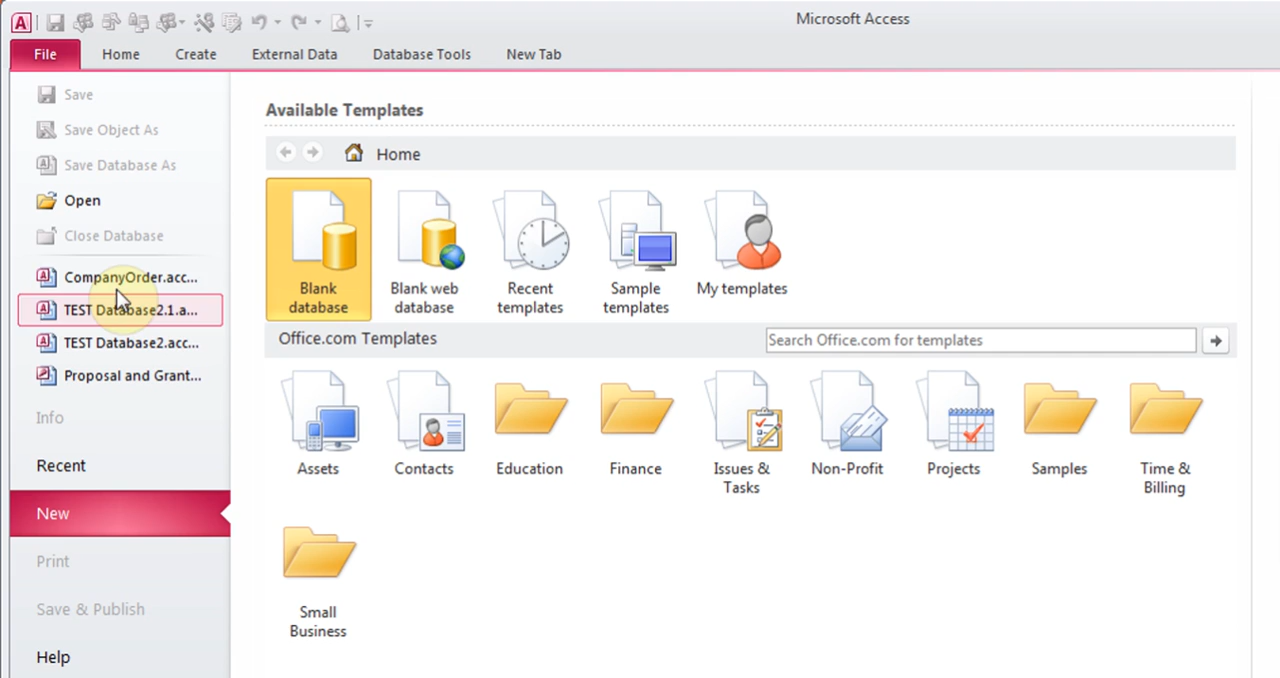 A
Microsoft Access
File Home Create External Data Database Tools New Tab
Save
Save Object As
Save Database As
Open
Close Database
CompanyOrder.acc...
TEST Database2.1.a...
TEST Database2.acc...
Proposal and Grant...
Info
Recent
New
Print
Save & Publish
Help
Available Templates
Home
Blank
database
Blank web
database
Recent
templates
Sample
templates
My templates
Office.com Templates
Search Office.com for templates
Assets
Contacts
Education
Finance
Issues &
Tasks
Non-Profit
Projects
Samples
Time &
Billing
Small
Business